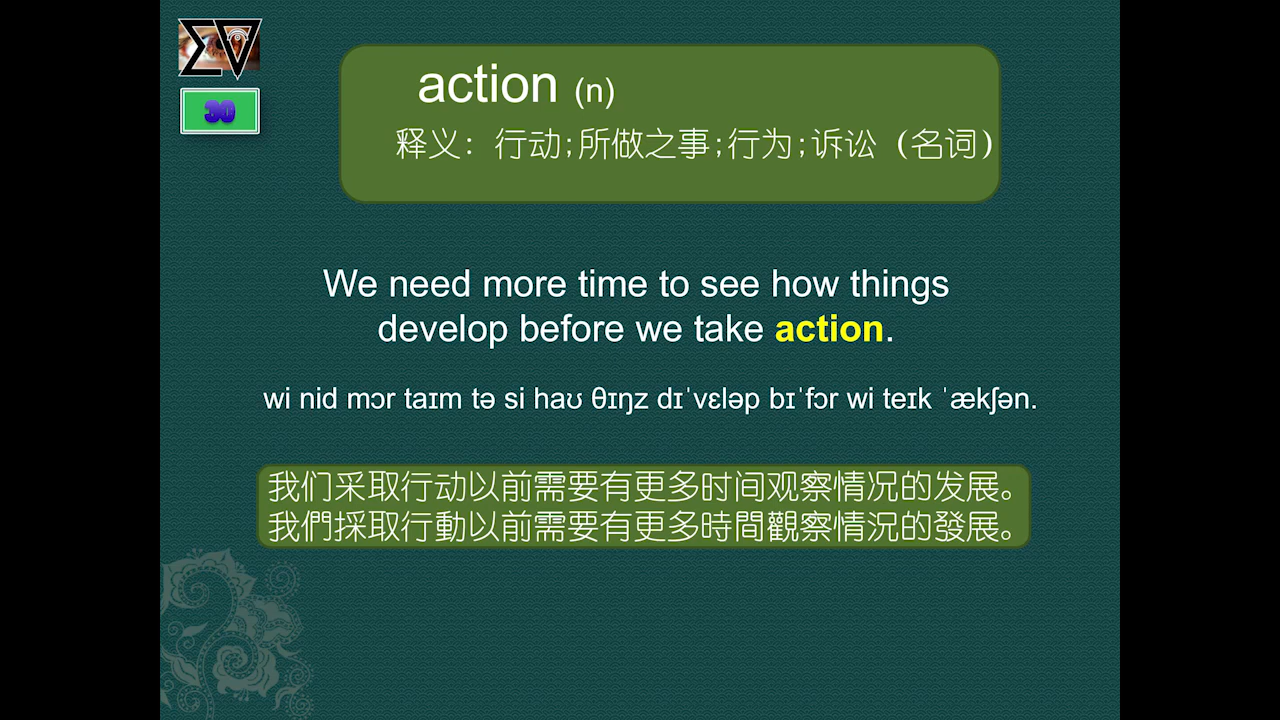 ΣV
30
action (n)
释义：行动;所做之事;行为;诉讼（名词）
We need more time to see how things
develop before we take action.
wi nid mɔr taɪm tə si haʊ θɪŋz dɪˈvɛləp bɪˈfɔr wi teɪk ˈækʃən.
我们采取行动以前需要有更多时间观察情况的发展。
我們採取行動以前需要有更多時間觀察情況的發展。